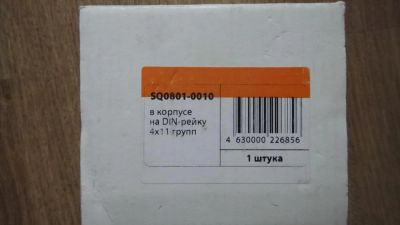 SQ0801-0010
в корпусе
на DIN-рейку
4x11 групп
4 630000 226856
1 штука